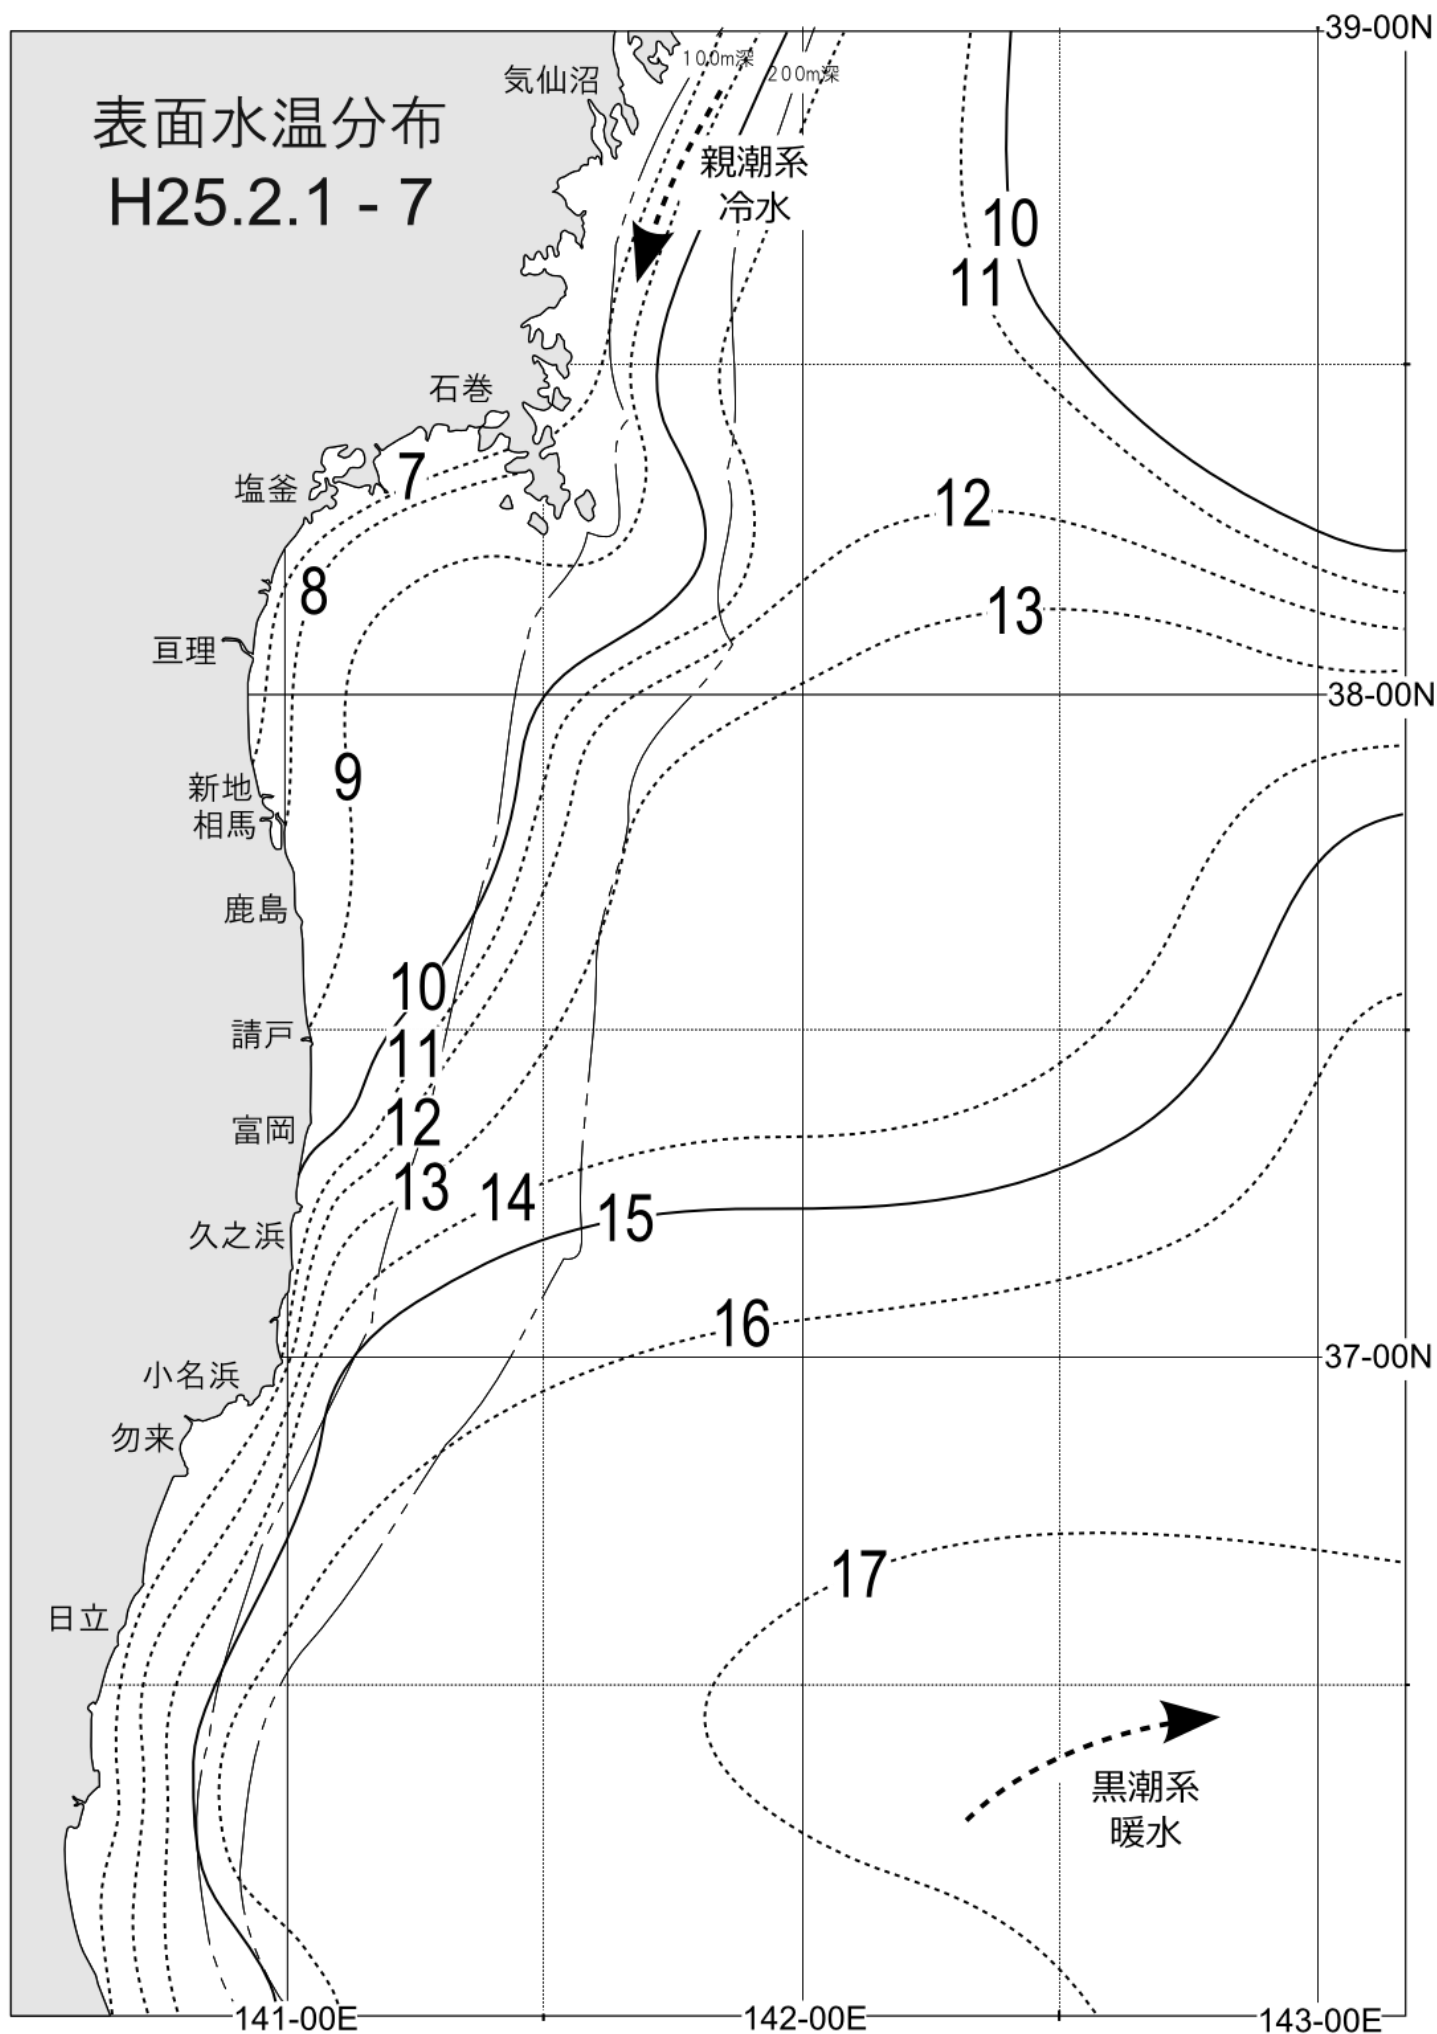 39-00N
100m深
200m深
気仙沼
表面水温分布
H25.2.1 - 7
親潮系
冷水
10
11
石巻
7
塩釜
12
8
13
亘理
38-00N
9
新地
相馬
鹿島
10
請戸
11
富岡
12
13
14
15
久之浜
16
37-00N
小名浜
勿来
17
日立
黒潮系
暖水
141-00E
142-00E
143-00E